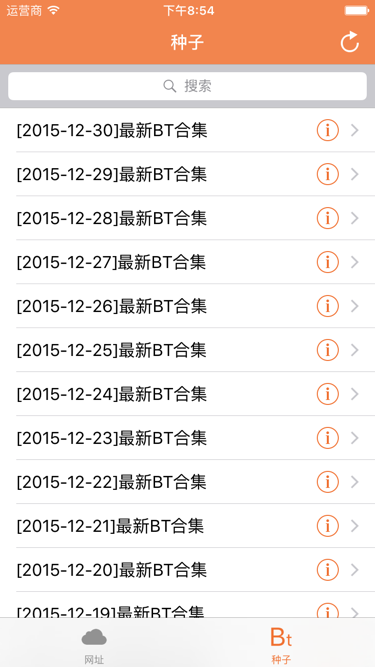 运营商 下午8:54
种子
搜索
[2015-12-30]最新BT合集
[2015-12-29]最新BT合集
[2015-12-28]最新BT合集
[2015-12-27]最新BT合集
[2015-12-26]最新BT合集
[2015-12-25]最新BT合集
[2015-12-24]最新BT合集
[2015-12-23]最新BT合集
[2015-12-22]最新BT合集
[2015-12-21]最新BT合集
[2015-12-20]最新BT合集
[2015-12-19]最新BT合集
Bt
网址 种子